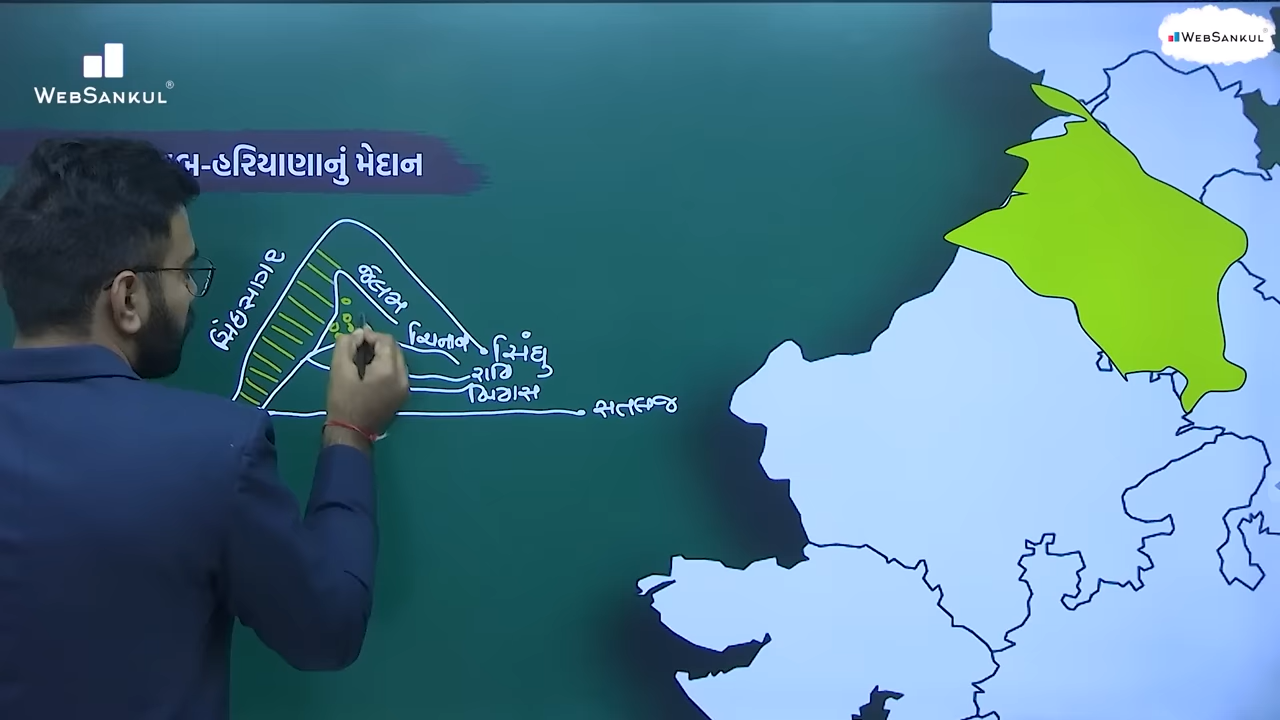 WEBSANKUL®
WEBSANKUL
બ-હરિયાણાનું મેદાન
સિંધસાગર
જેલમ
ચિનાબ
સિંધુ
રાવિ
બિયાસ
સતલજ